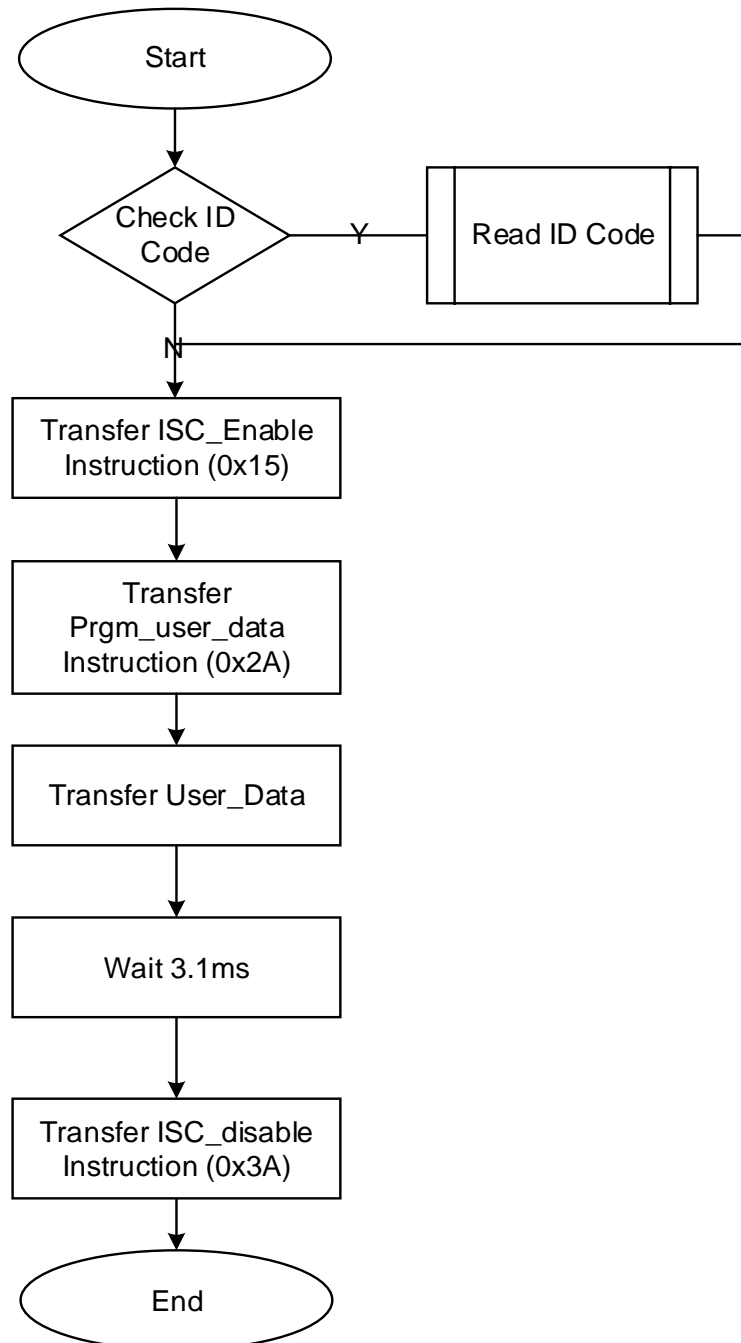 Start
Check ID
Code
Y
Read ID Code
N
Transfer ISC_Enable
Instruction (0x15)
Transfer
Prgm_user_data
Instruction (0x2A)
Transfer User_Data
Wait 3.1ms
Transfer ISC_disable
Instruction (0x3A)
End